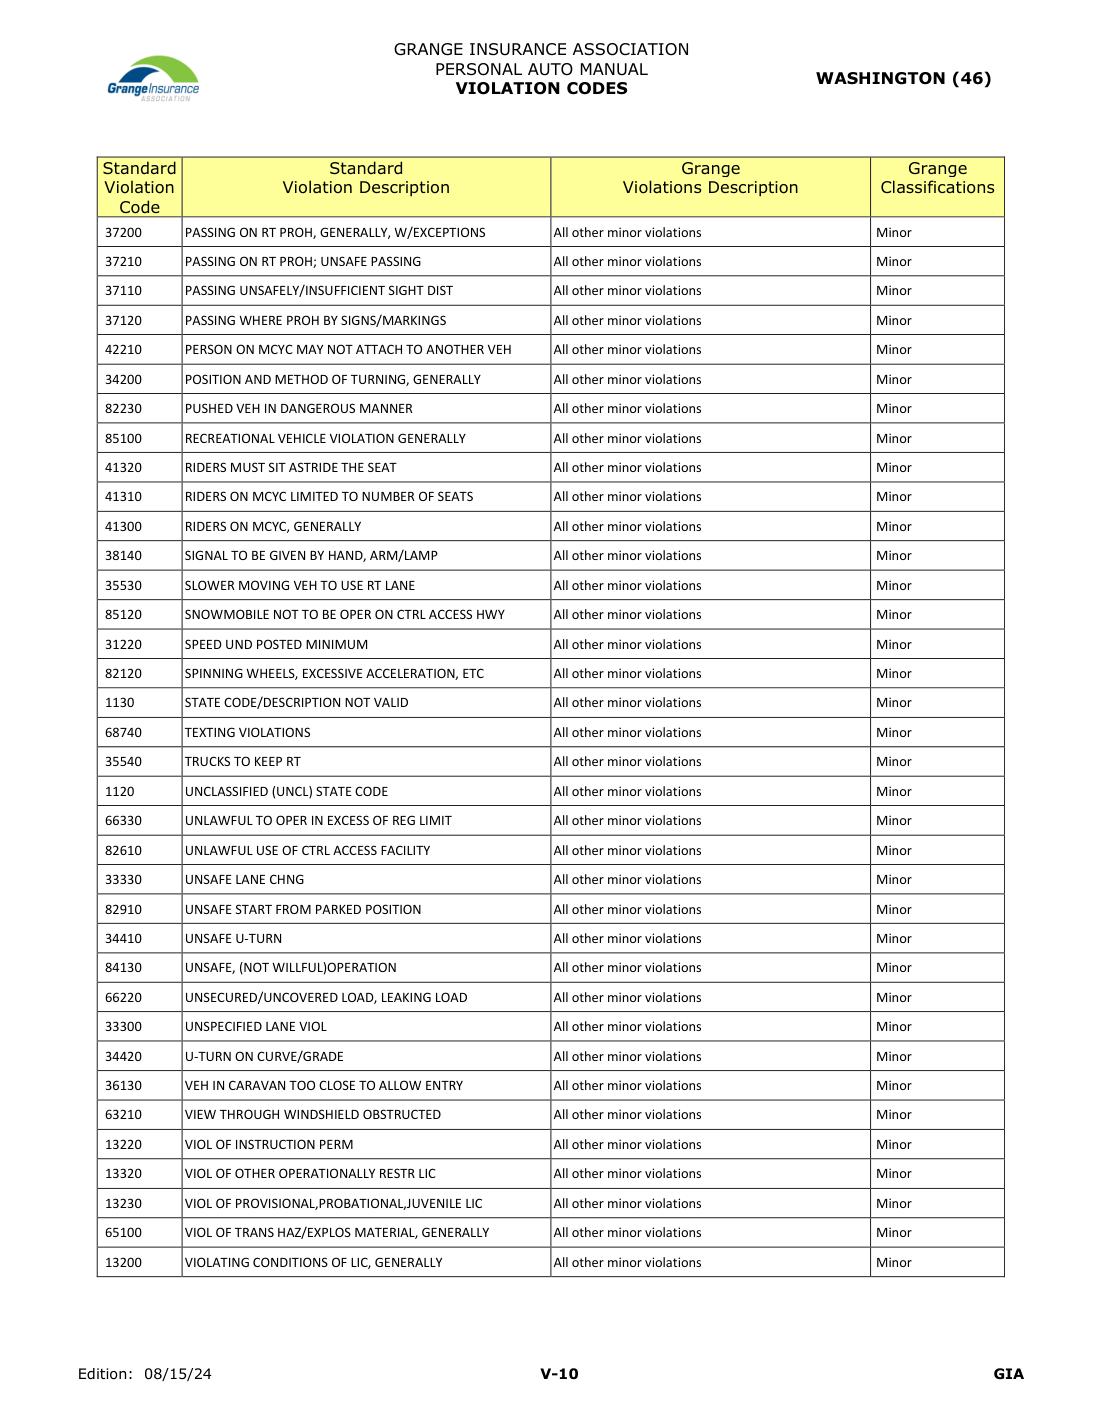 GRANGE INSURANCE ASSOCIATION
PERSONAL AUTO MANUAL
VIOLATION CODES
WASHINGTON (46)
GrangeInsurance
ASSOCIATION
Standard Violation Code | Standard Violation Description | Grange Violations Description | Grange Classifications
37200 PASSING ON RT PROH, GENERALLY, W/EXCEPTIONS All other minor violations Minor
37210 PASSING ON RT PROH; UNSAFE PASSING All other minor violations Minor
37110 PASSING UNSAFELY/INSUFFICIENT SIGHT DIST All other minor violations Minor
37120 PASSING WHERE PROH BY SIGNS/MARKINGS All other minor violations Minor
42210 PERSON ON MCYC MAY NOT ATTACH TO ANOTHER VEH All other minor violations Minor
34200 POSITION AND METHOD OF TURNING, GENERALLY All other minor violations Minor
82230 PUSHED VEH IN DANGEROUS MANNER All other minor violations Minor
85100 RECREATIONAL VEHICLE VIOLATION GENERALLY All other minor violations Minor
41320 RIDERS MUST SIT ASTRIDE THE SEAT All other minor violations Minor
41310 RIDERS ON MCYC LIMITED TO NUMBER OF SEATS All other minor violations Minor
41300 RIDERS ON MCYC, GENERALLY All other minor violations Minor
38140 SIGNAL TO BE GIVEN BY HAND, ARM/LAMP All other minor violations Minor
35530 SLOWER MOVING VEH TO USE RT LANE All other minor violations Minor
85120 SNOWMOBILE NOT TO BE OPER ON CTRL ACCESS HWY All other minor violations Minor
31220 SPEED UND POSTED MINIMUM All other minor violations Minor
82120 SPINNING WHEELS, EXCESSIVE ACCELERATION, ETC All other minor violations Minor
1130 STATE CODE/DESCRIPTION NOT VALID All other minor violations Minor
68740 TEXTING VIOLATIONS All other minor violations Minor
35540 TRUCKS TO KEEP RT All other minor violations Minor
1120 UNCLASSIFIED (UNCL) STATE CODE All other minor violations Minor
66330 UNLAWFUL TO OPER IN EXCESS OF REG LIMIT All other minor violations Minor
82610 UNLAWFUL USE OF CTRL ACCESS FACILITY All other minor violations Minor
33330 UNSAFE LANE CHNG All other minor violations Minor
82910 UNSAFE START FROM PARKED POSITION All other minor violations Minor
34410 UNSAFE U-TURN All other minor violations Minor
84130 UNSAFE, (NOT WILLFUL)OPERATION All other minor violations Minor
66220 UNSECURED/UNCOVERED LOAD, LEAKING LOAD All other minor violations Minor
33300 UNSPECIFIED LANE VIOL All other minor violations Minor
34420 U-TURN ON CURVE/GRADE All other minor violations Minor
36130 VEH IN CARAVAN TOO CLOSE TO ALLOW ENTRY All other minor violations Minor
63210 VIEW THROUGH WINDSHIELD OBSTRUCTED All other minor violations Minor
13220 VIOL OF INSTRUCTION PERM All other minor violations Minor
13320 VIOL OF OTHER OPERATIONALLY RESTR LIC All other minor violations Minor
13230 VIOL OF PROVISIONAL,PROBATIONAL,JUVENILE LIC All other minor violations Minor
65100 VIOL OF TRANS HAZ/EXPLOS MATERIAL, GENERALLY All other minor violations Minor
13200 VIOLATING CONDITIONS OF LIC, GENERALLY All other minor violations Minor
Edition: 08/15/24 V-10 GIA